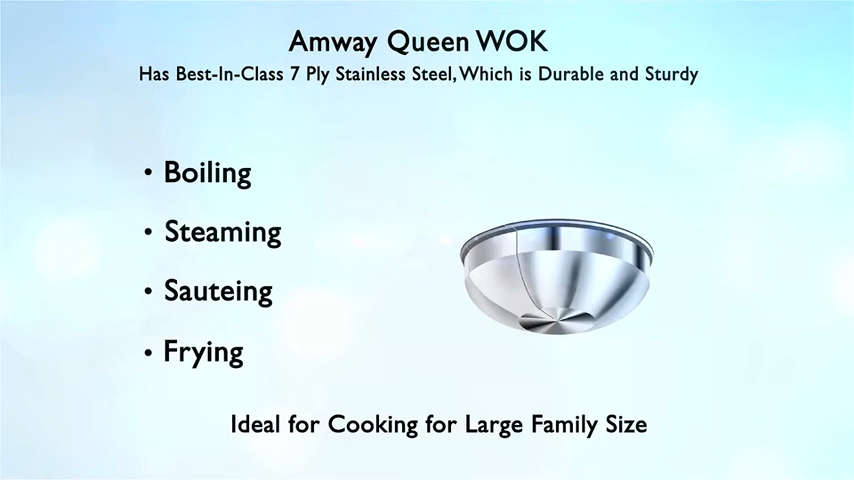 Amway Queen WOK
Has Best-In-Class 7 Ply Stainless Steel, Which is Durable and Sturdy
• Boiling
• Steaming
• Sauteing
• Frying
Ideal for Cooking for Large Family Size